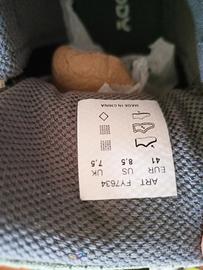 ART. FY7634
EUR US UK
41 8.5 7.5
MADE IN CHINA